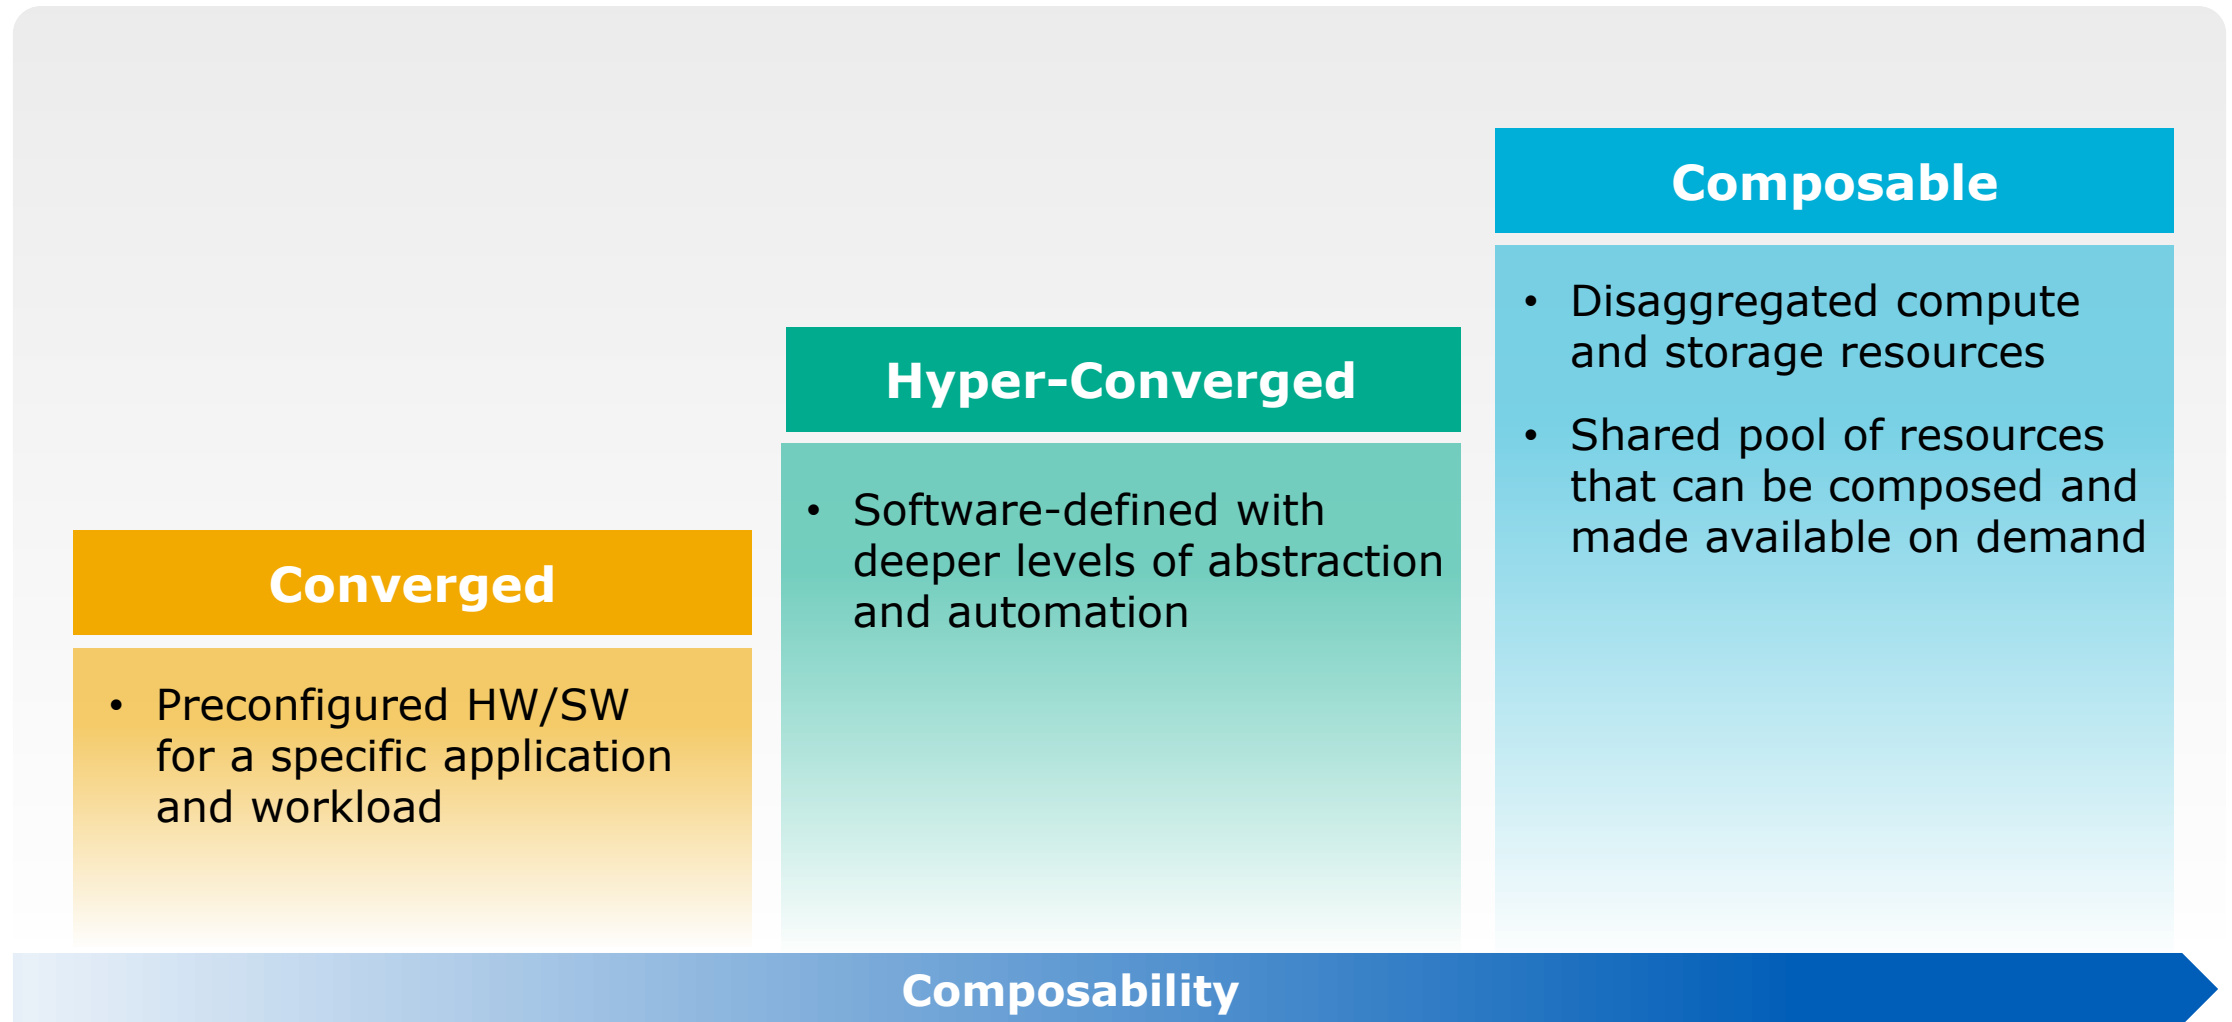 Composable
• Disaggregated compute
and storage resources
• Shared pool of resources
that can be composed and
made available on demand
Hyper-Converged
• Software-defined with
deeper levels of abstraction
and automation
Converged
• Preconfigured HW/SW
for a specific application
and workload
Composability